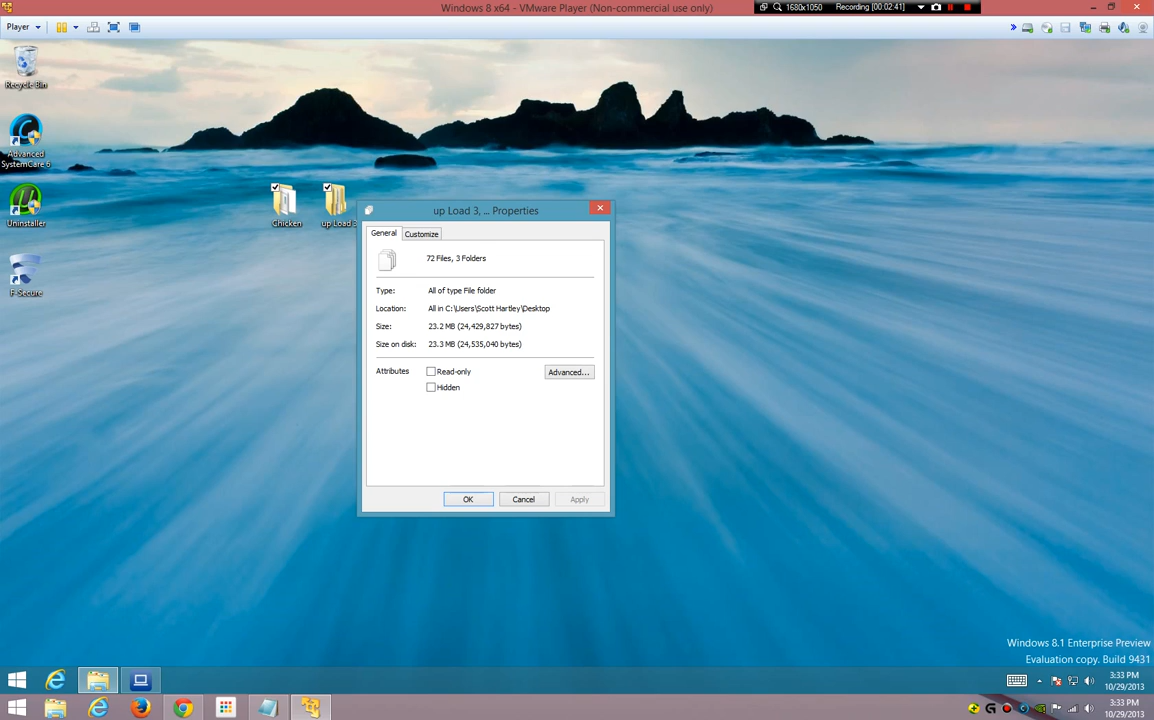 Windows 8 x64 - VMware Player (Non-commercial use only)
1680x1050
Recording [00:02:41]
Player
Recycle Bin
Advanced
SystemCare 6
Uninstaller
F-Secure
Chicken
up Load 3
up Load 3, ... Properties
General
Customize
72 Files, 3 Folders
Type: All of type File folder
Location: All in C:\Users\Scott Hartley\Desktop
Size: 23.2 MB (24,429,827 bytes)
Size on disk: 23.3 MB (24,535,040 bytes)
Attributes
Read-only
Advanced...
Hidden
OK
Cancel
Apply
Windows 8.1 Enterprise Preview
Evaluation copy. Build 9431
3:33 PM
10/29/2013
3:33 PM
10/29/2013